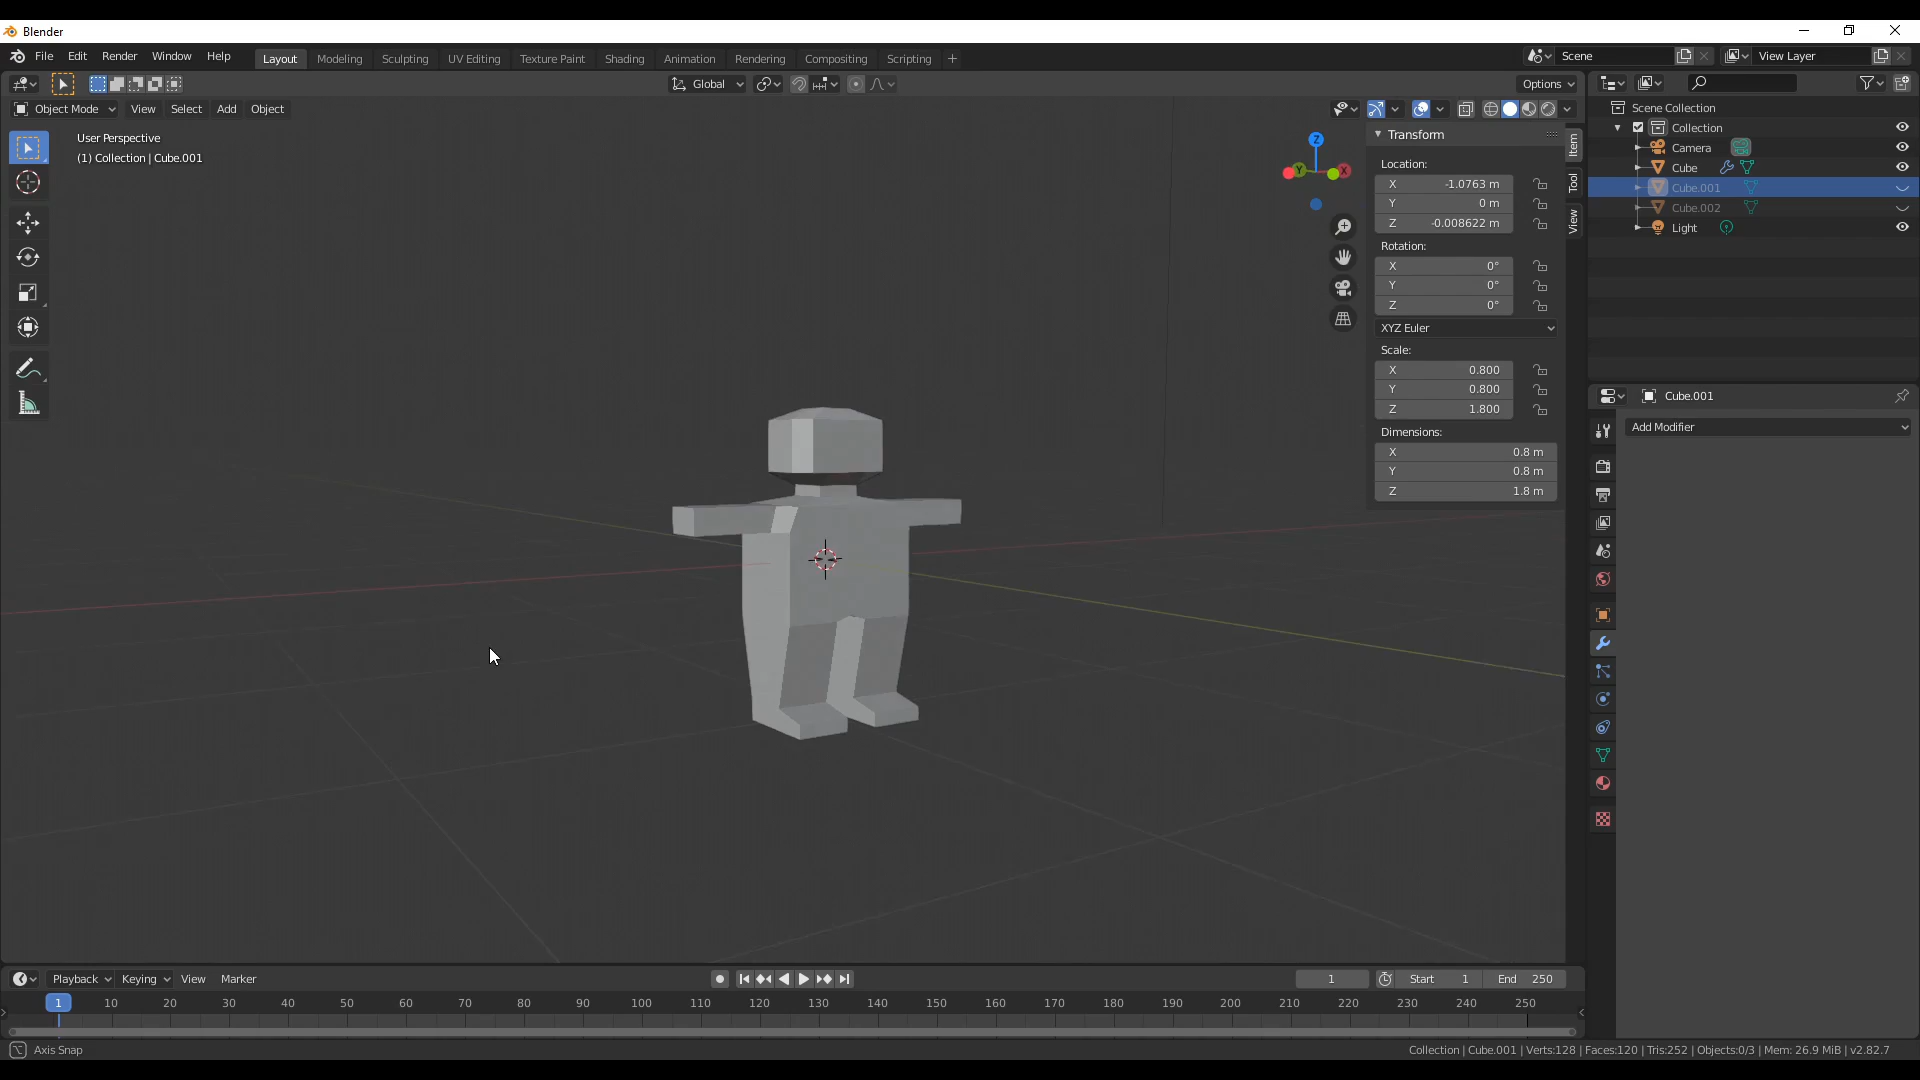 Blender
File Edit Render Window Help Layout Modeling Sculpting UV Editing Texture Paint Shading Animation Rendering Compositing Scripting + Scene View Layer
Global Options
Object Mode View Select Add Object
User Perspective
(1) Collection | Cube.001
Z
Y X
Transform
Location:
X -1.0763 m
Y 0 m
Z -0.008622 m
Rotation:
X 0°
Y 0°
Z 0°
XYZ Euler
Scale:
X 0.800
Y 0.800
Z 1.800
Dimensions:
X 0.8 m
Y 0.8 m
Z 1.8 m
Item
Tool
View
Scene Collection
Collection
Camera
Cube
Cube.001
Cube.002
Light
Cube.001
Add Modifier
Playback Keying View Marker 1 Start 1 End 250
1 10 20 30 40 50 60 70 80 90 100 110 120 130 140 150 160 170 180 190 200 210 220 230 240 250
Axis Snap Collection | Cube.001 | Verts:128 | Faces:120 | Tris:252 | Objects:0/3 | Mem: 26.9 MiB | v2.82.7